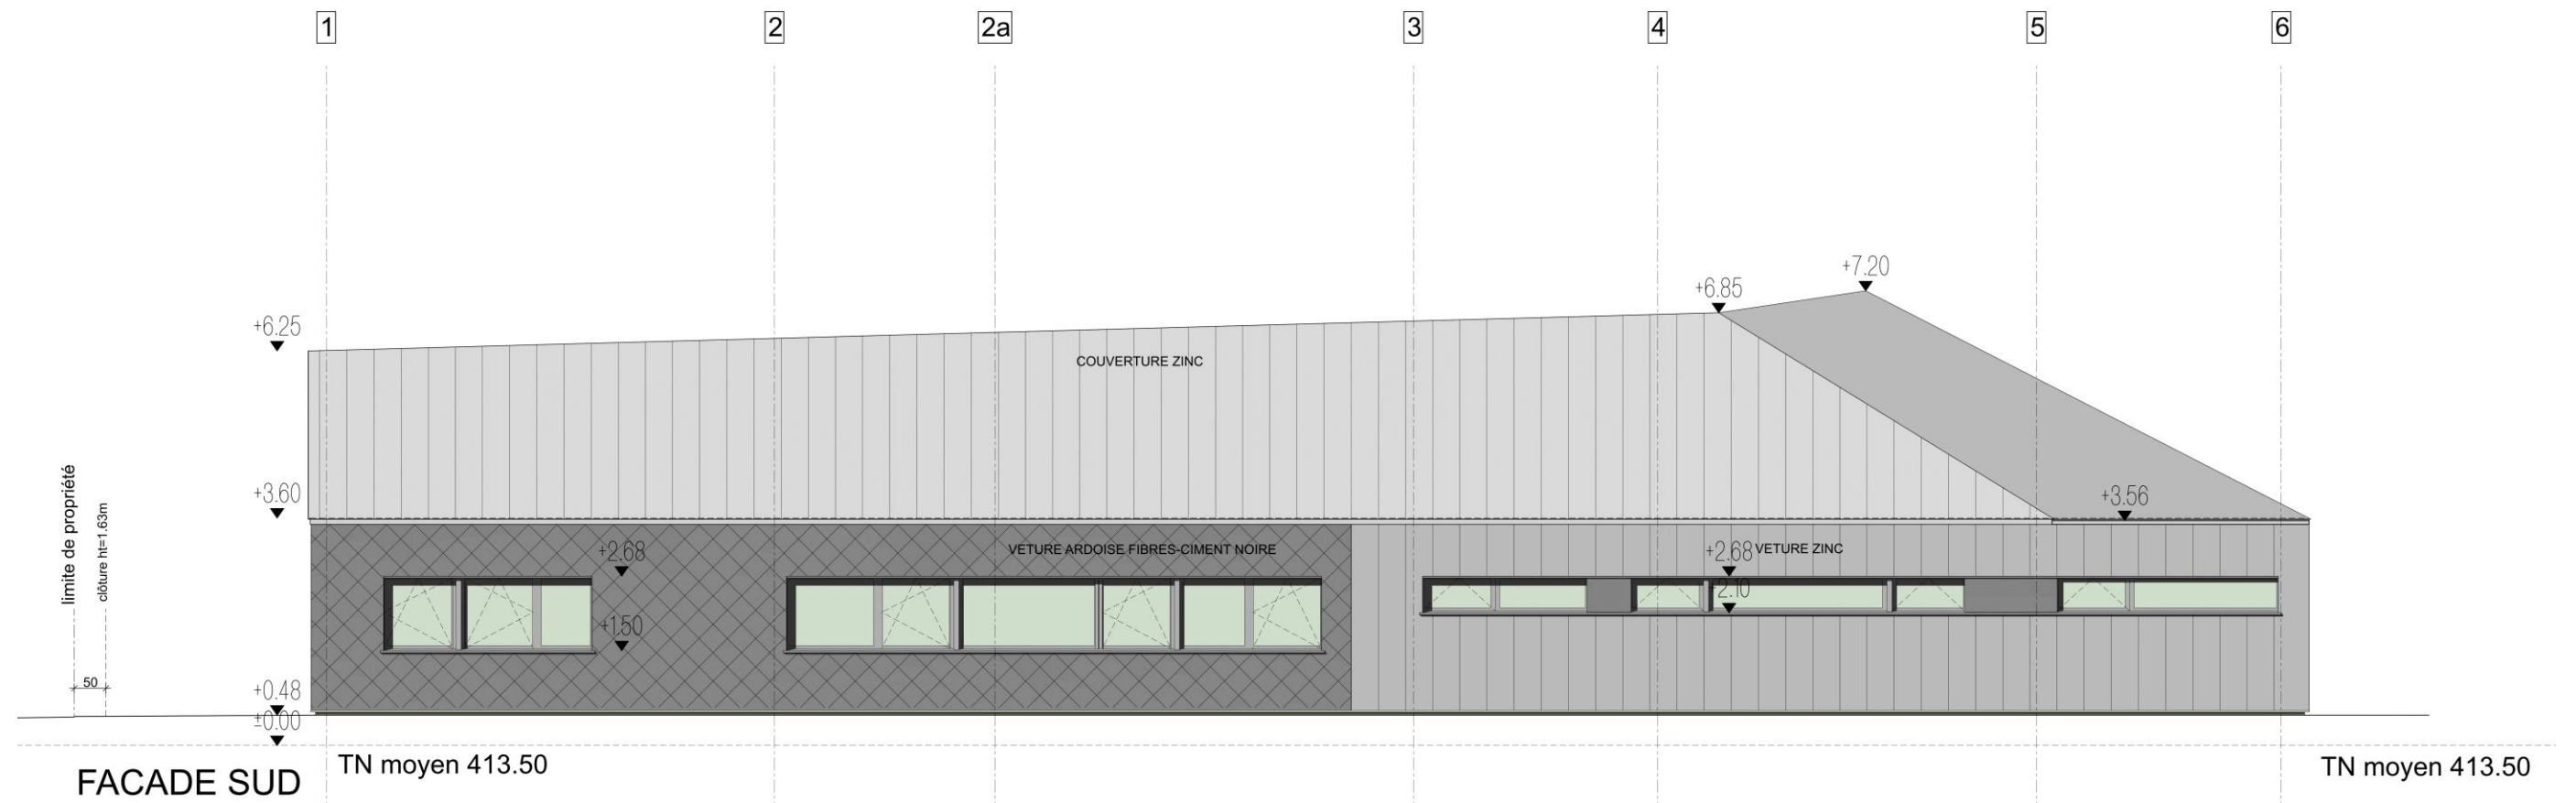 1 2 2a 3 4 5 6
+7.20
+6.85
+6.25
COUVERTURE ZINC
+3.60
+3.56
limite de propriété
clôture ht=1.63m
+2.68
VETURE ARDOISE FIBRES-CIMENT NOIRE
+2.68 VETURE ZINC
+2.10
+1.50
50
+0.48
±0.00
TN moyen 413.50
TN moyen 413.50
FACADE SUD